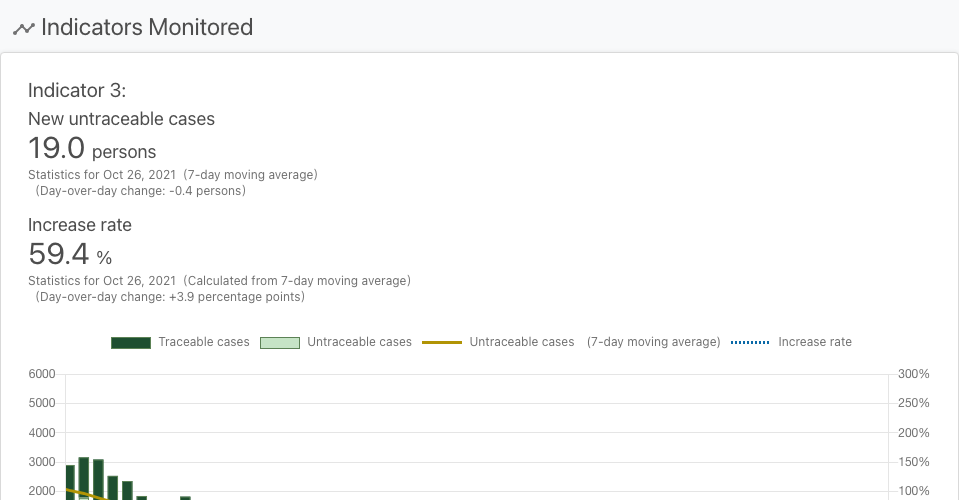 Indicators Monitored
Indicator 3:
New untraceable cases
19.0 persons
Statistics for Oct 26, 2021 (7-day moving average)
(Day-over-day change: -0.4 persons)
Increase rate
59.4 %
Statistics for Oct 26, 2021 (Calculated from 7-day moving average)
(Day-over-day change: +3.9 percentage points)
Traceable cases Untraceable cases Untraceable cases (7-day moving average) Increase rate
6000 300%
5000 250%
4000 200%
3000 150%
2000 100%